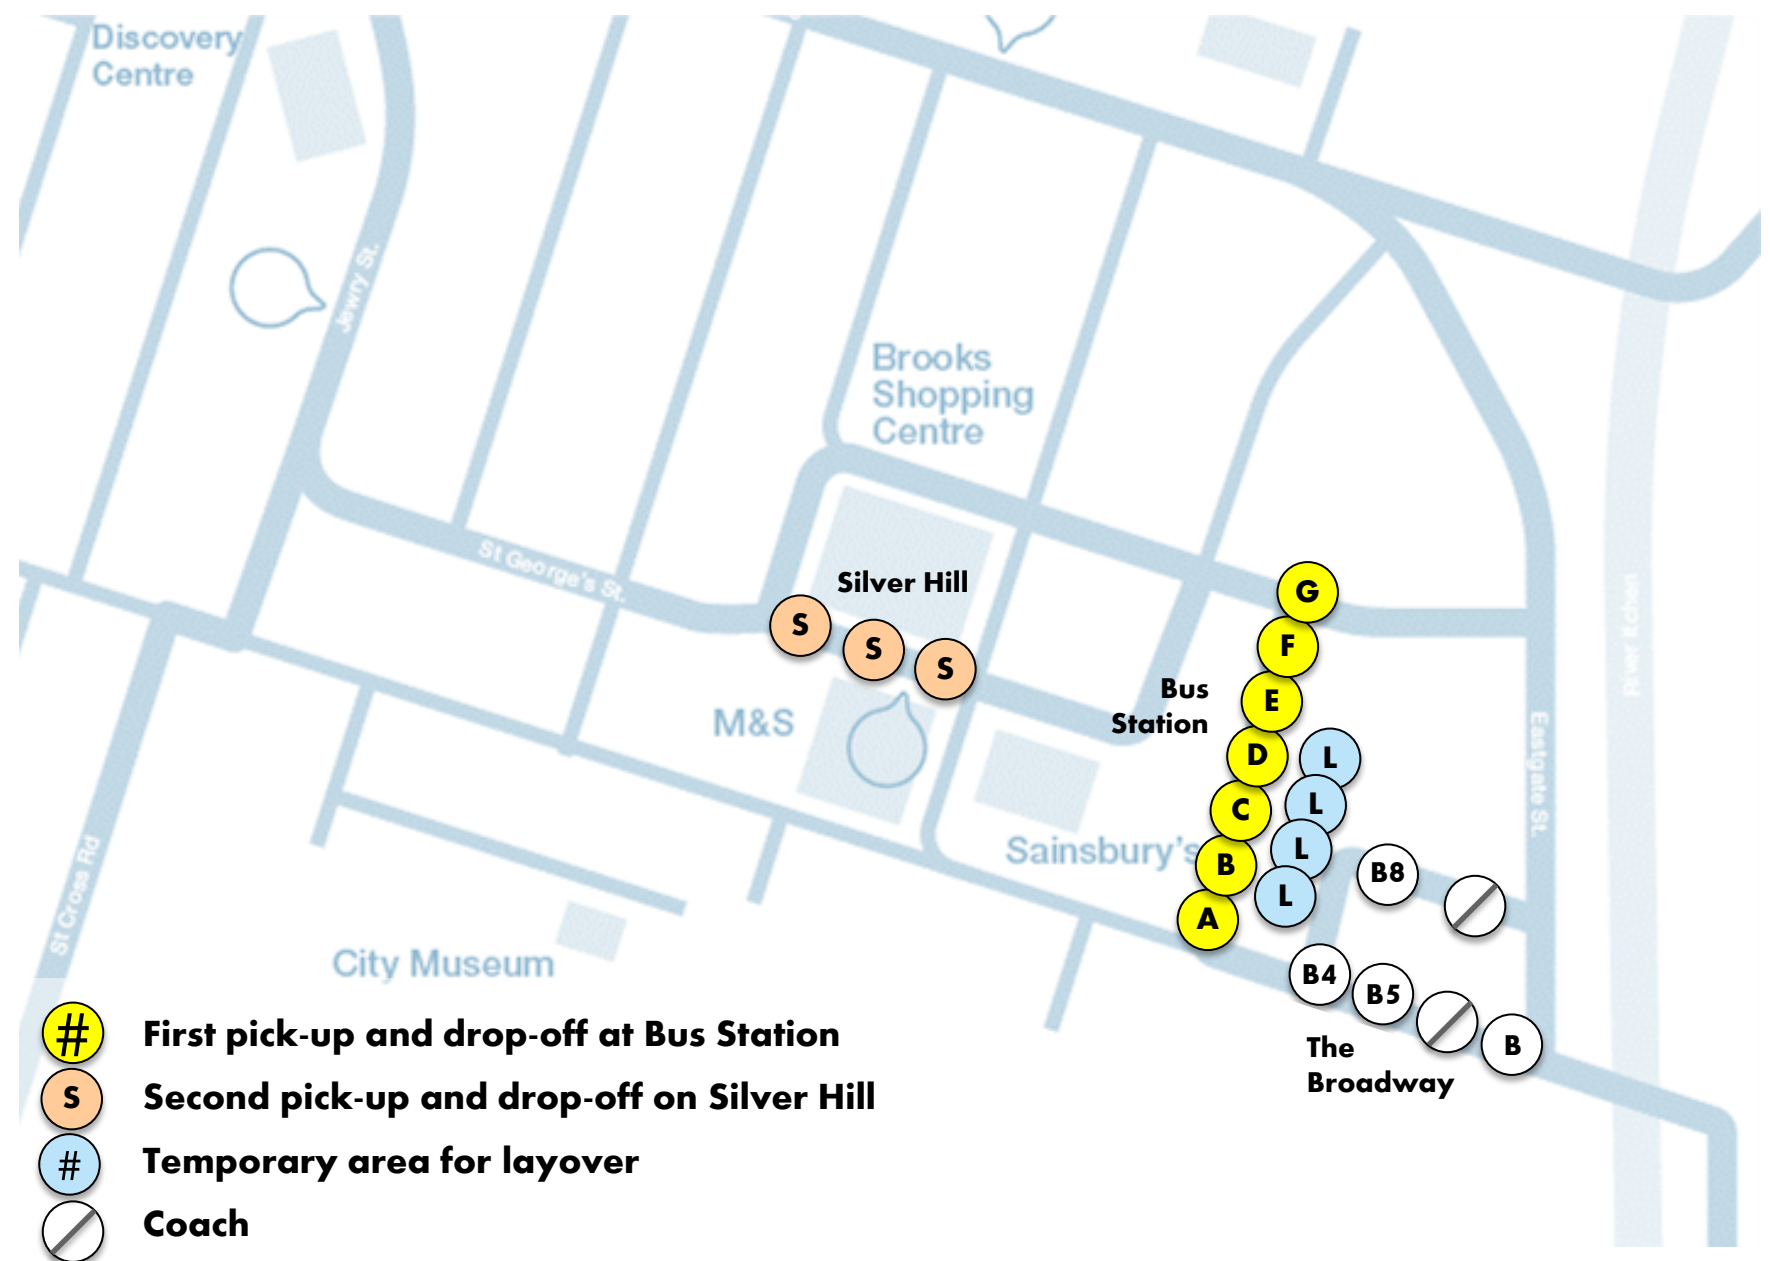 Discovery
Centre
Jewry St.
Brooks
Shopping
Centre
St George's St.
Silver Hill
S
S
S
G
F
E
D
C
B
A
Bus
Station
L
L
L
L
M&S
Sainsbury's
B8
B4
B5
B
The
Broadway
Eastgate St.
River Itchen
St Cross Rd
City Museum
# First pick-up and drop-off at Bus Station
S Second pick-up and drop-off on Silver Hill
# Temporary area for layover
Coach